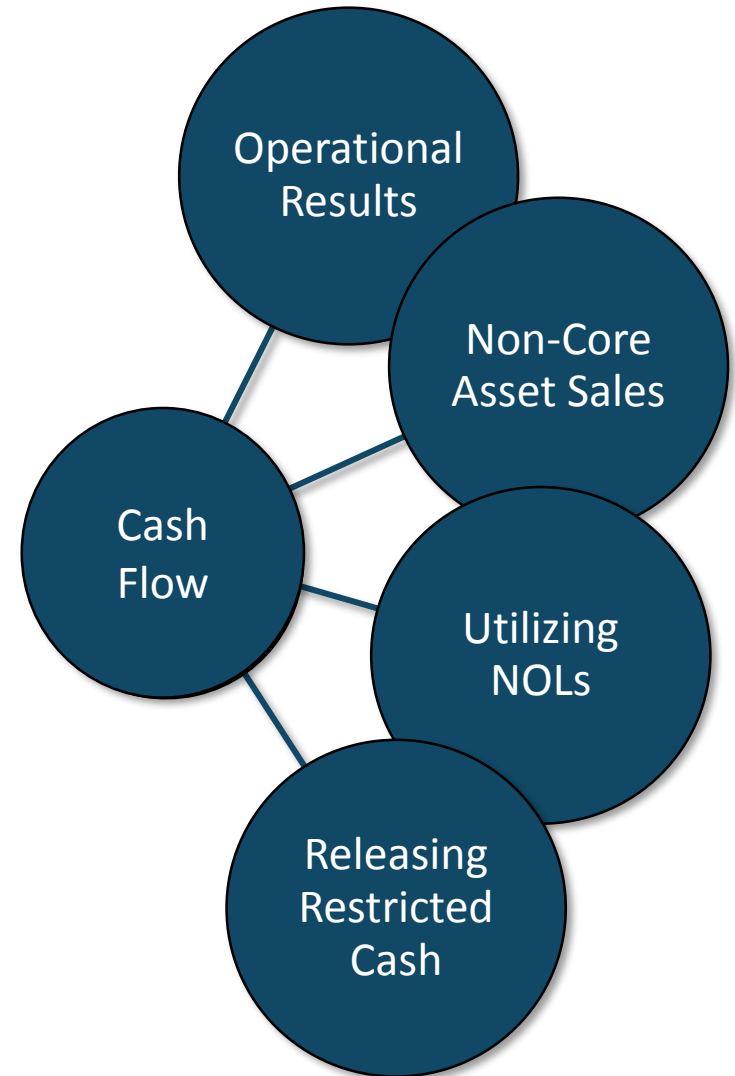 Operational
Results
Non-Core
Asset Sales
Cash
Flow
Utilizing
NOLs
Releasing
Restricted
Cash